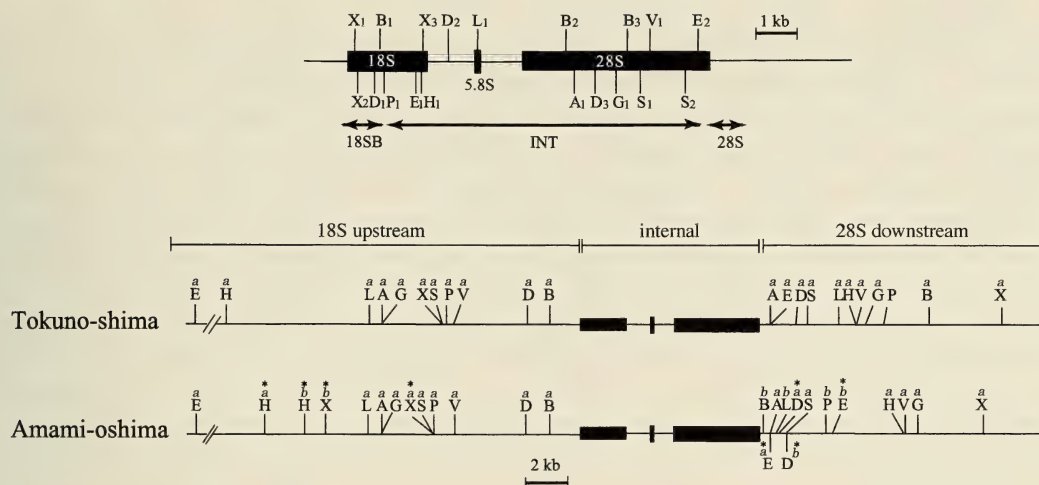 X1 B1 X3 D2 L1 B2 B3 V1 E2 1 kb
18S 28S
5.8S
X2 D1 P1 E1 H1 A1 D3 G1 S1 S2
18SB INT 28S
18S upstream internal 28S downstream
a a a a a a a a a a a a a a a a a a a a a
E H L A G X S P V D B A E D S L H V G P B X
Tokuno-shima
* * * * * *
a a b b a a a a a a a a a b a b a a b b a a a a
E H H X L A G X S P V D B B A L D S P E H V G X
Amami-oshima
* *
a b
E D
2 kb